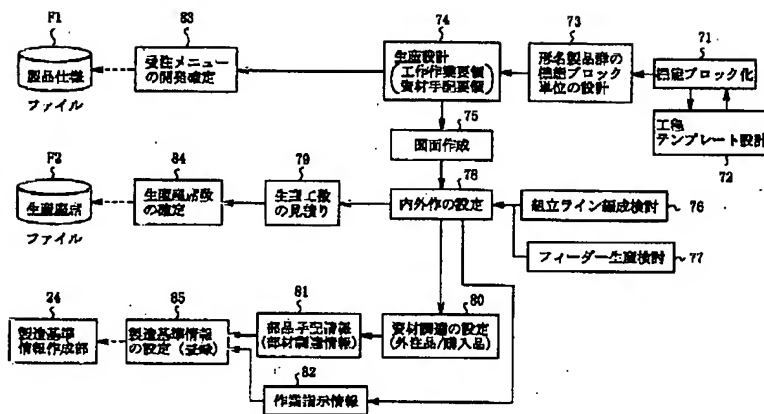 F1
製品仕様
ファイル
83
受注メニュー
の開発確定
74
生産設計
(工作作業要領
資材手配要領)
73
形名製品群の
機能ブロック
単位の設計
71
機能ブロック化
工程
テンプレート設計
72
75
図面作成
F2
生産座点
ファイル
84
生産座点数
の確定
79
生産工数
の見積り
78
内外作の設定
組立ライン編成検討
76
フィーダー生産検討
77
24
製造基準
情報作成部
85
製造基準情報
の設定(登録)
81
部品手配情報
(部材調達情報)
80
資材調達の設定
(外注品/購入品)
82
作業指示情報